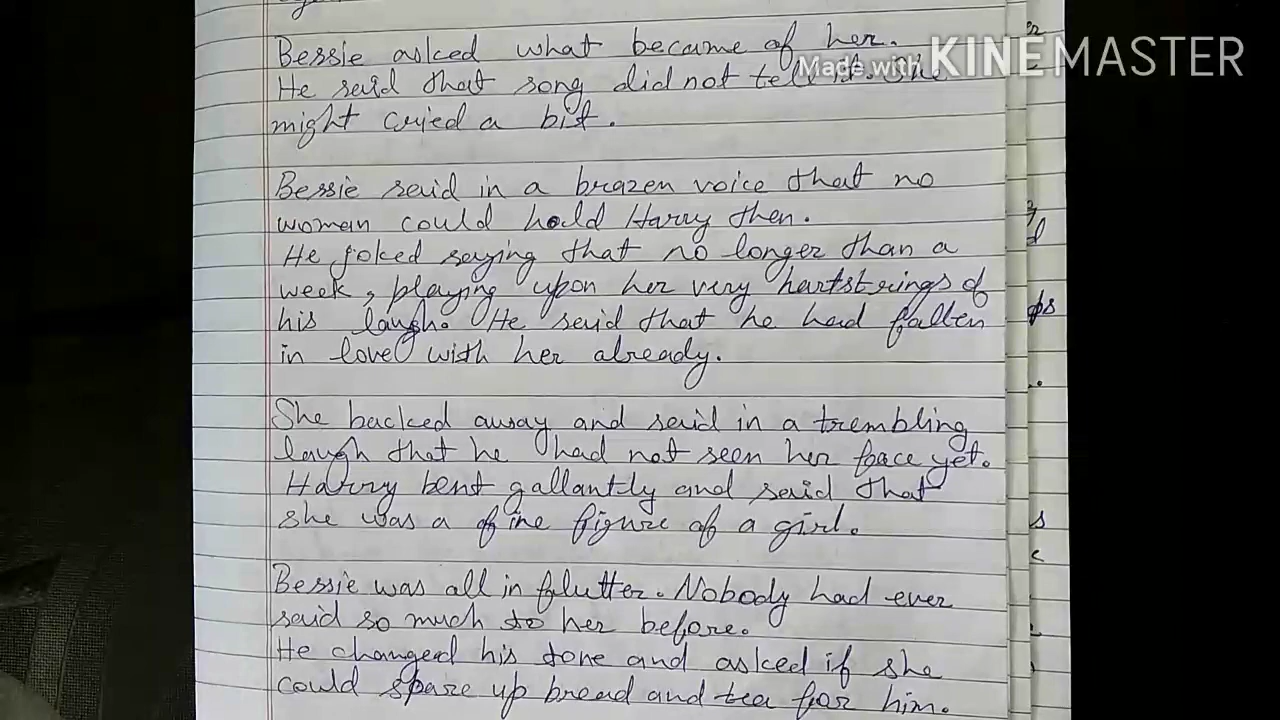 Bessie asked what became of her.
Made with KINEMASTER
He said that song did not tell it. She
might cried a bit.
Bessie said in a brazen voice that no
woman could hold Harry then.
He joked saying that no longer than a
week, playing upon her very hartstrings of
his laugh. He said that he had fallen
in love with her already.
She backed away and said in a trembling
laugh that he had not seen her face yet.
Harry bent gallantly and said that
she was a fine figure of a girl.
Bessie was all in flutter. Nobody had ever
said so much to her before.
He changed his tone and asked if she
could spare up bread and tea for him.